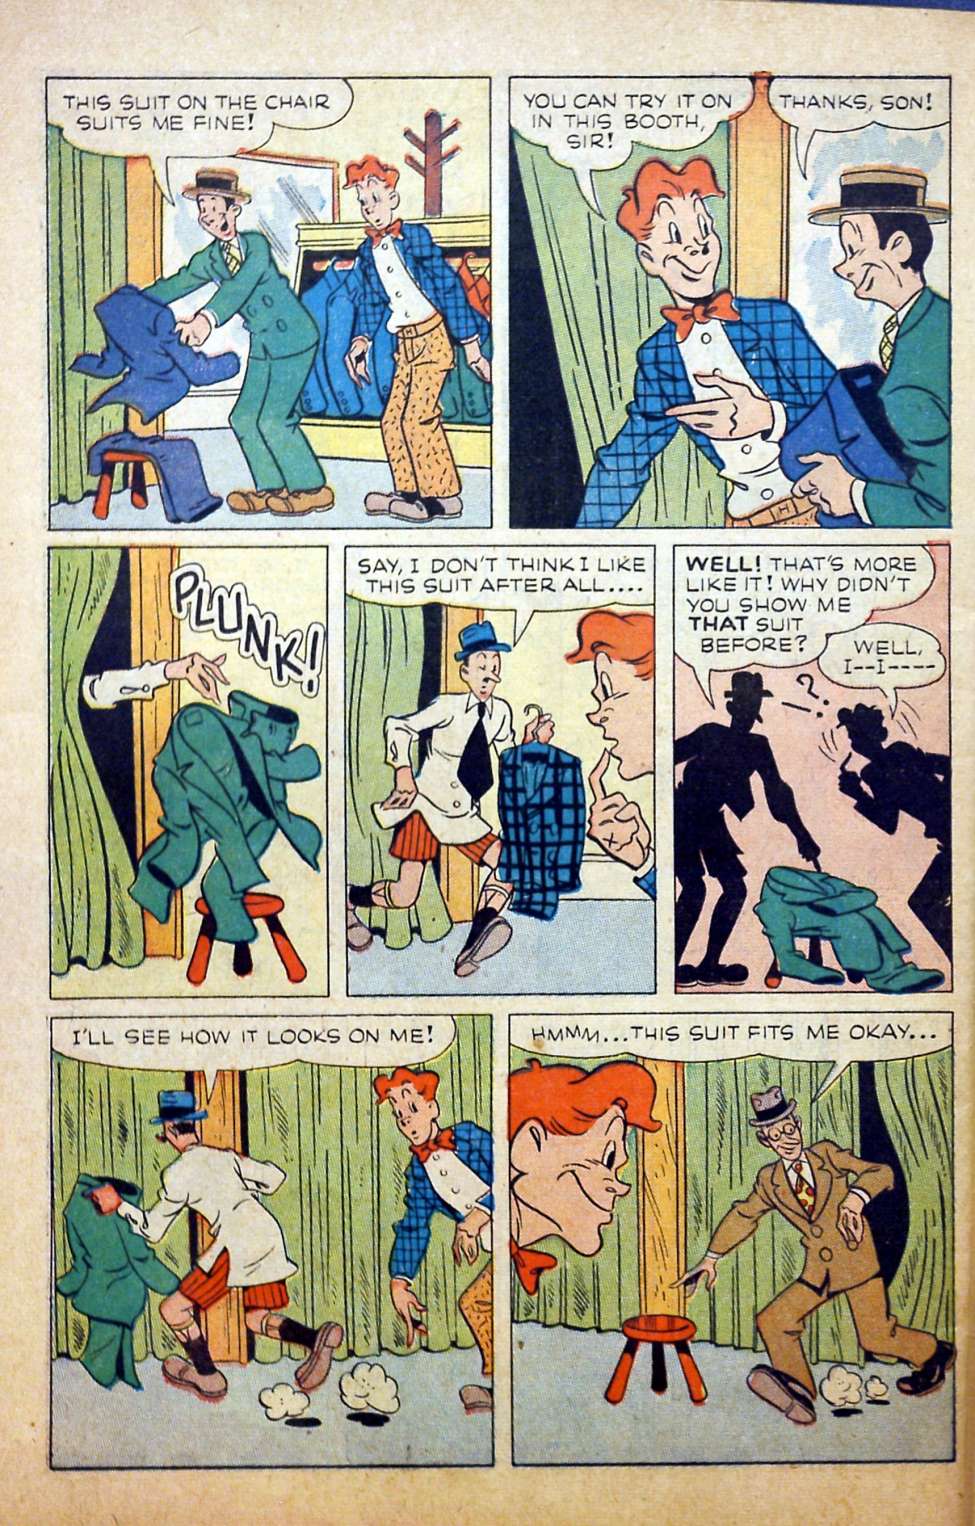 THIS SUIT ON THE CHAIR
SUITS ME FINE!
YOU CAN TRY IT ON
IN THIS BOOTH,
SIR!
THANKS, SON!
PLUNK!
SAY, I DON'T THINK I LIKE
THIS SUIT AFTER ALL....
WELL! THAT'S MORE
LIKE IT! WHY DIDN'T
YOU SHOW ME
THAT SUIT
BEFORE?
?
WELL,
I--I----
I'LL SEE HOW IT LOOKS ON ME!
HMMM...THIS SUIT FITS ME OKAY...